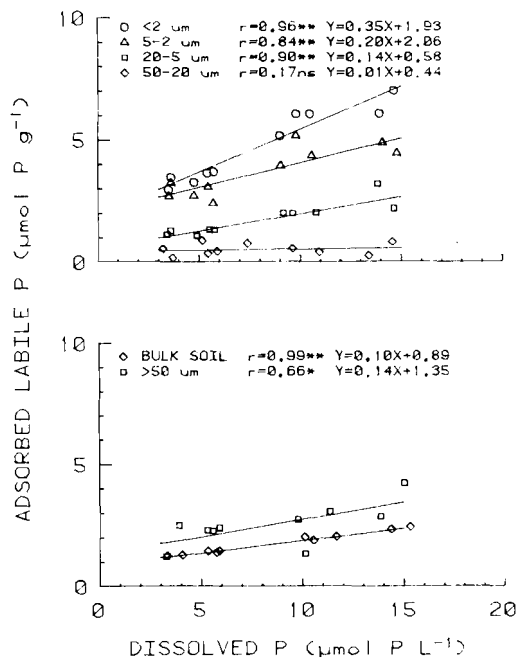 10
○ <2 um r=0.96** Y=0.35X+1.93
△ 5-2 um r=0.84** Y=0.20X+2.06
□ 20-5 um r=0.90** Y=0.14X+0.58
◇ 50-20 um r=0.17ns Y=0.01X+0.44
5
0
10
◇ BULK SOIL r=0.99** Y=0.10X+0.89
□ >50 um r=0.66* Y=0.14X+1.35
5
0
0 5 10 15 20
ADSORBED LABILE P (μmol P g⁻¹)
DISSOLVED P (μmol P L⁻¹)